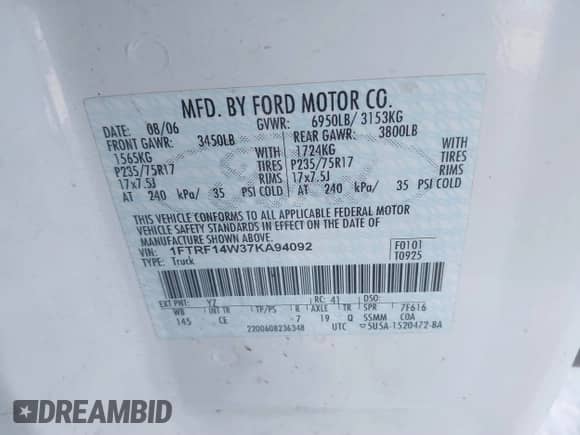 MFD. BY FORD MOTOR CO.
08/06 GVWR: 6950LB/ 3153KG
FRONT GAWR: 3450LB REAR GAWR: 3800LB
1565KG WITH 1724KG WITH
P235/75R17 TIRES P235/75R17 TIRES
17x7.5J RIMS 17x7.5J RIMS
AT 240 kPa/ 35 PSI COLD AT 240 kPa/ 35 PSI COLD
THIS VEHICLE CONFORMS TO ALL APPLICABLE FEDERAL MOTOR
VEHICLE SAFETY STANDARDS IN EFFECT ON THE DATE OF
MANUFACTURE SHOWN ABOVE.
VIN: 1FTRF14W37KA94092 F0101
TYPE: Truck T0925
EXT PNT: YZ RC: 41 DSO:
WB INT TR TP/PS R AXLE TR SPR 7F616
145 CE 7 19 Q SSMM COA
2200608236348 UTC 5U5A-1520472-BA
DREAMBID